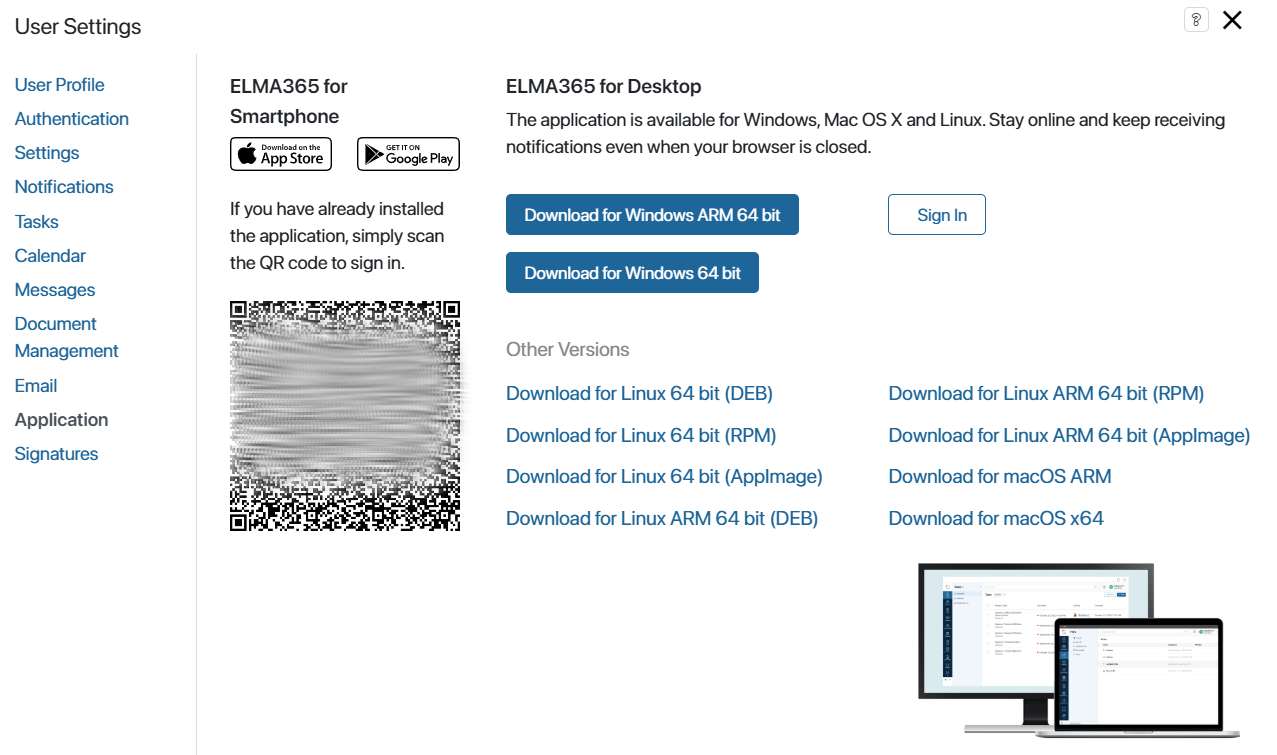 User Settings
?
User Profile
Authentication
Settings
Notifications
Tasks
Calendar
Messages
Document
Management
Email
Application
Signatures
ELMA365 for
Smartphone
Download on the
App Store
GET IT ON
Google Play
If you have already installed
the application, simply scan
the QR code to sign in.
ELMA365 for Desktop
The application is available for Windows, Mac OS X and Linux. Stay online and keep receiving
notifications even when your browser is closed.
Download for Windows ARM 64 bit
Sign In
Download for Windows 64 bit
Other Versions
Download for Linux 64 bit (DEB)
Download for Linux 64 bit (RPM)
Download for Linux 64 bit (AppImage)
Download for Linux ARM 64 bit (DEB)
Download for Linux ARM 64 bit (RPM)
Download for Linux ARM 64 bit (AppImage)
Download for macOS ARM
Download for macOS x64